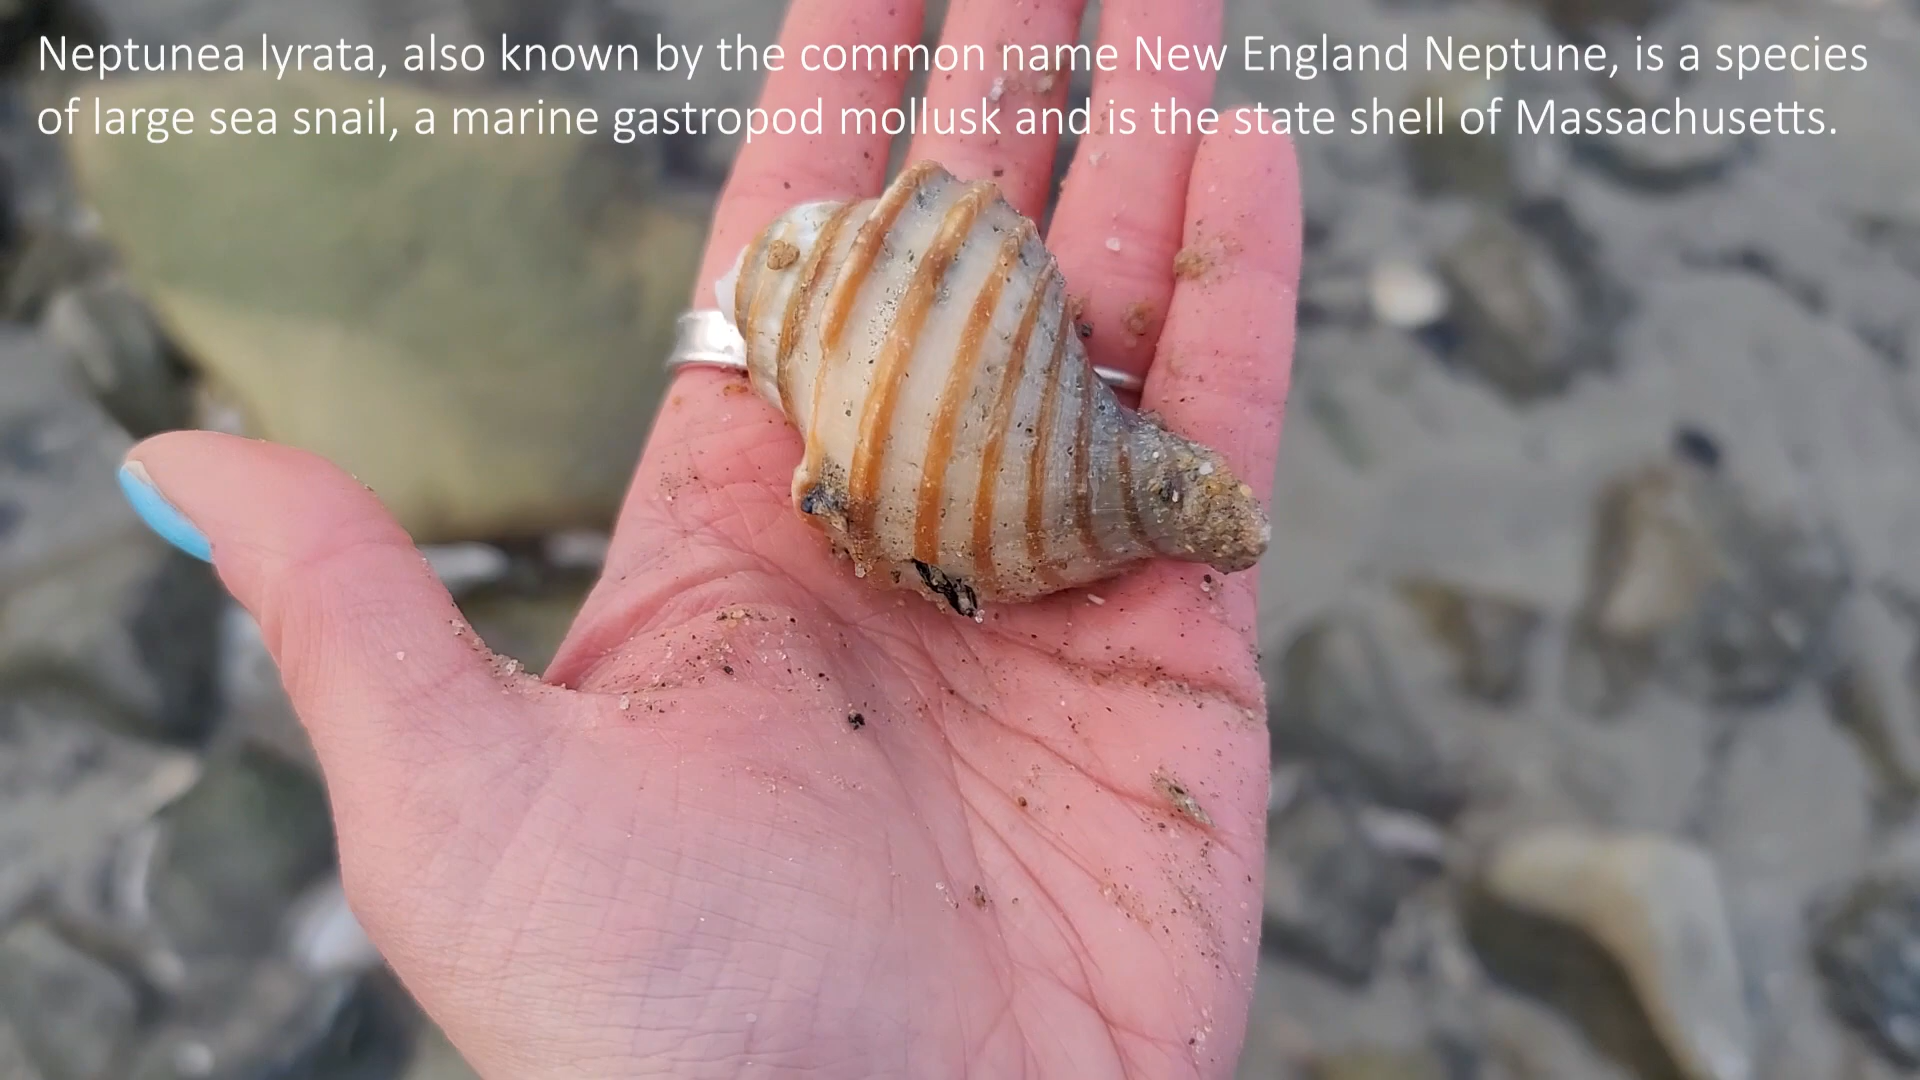 Neptunea lyrata, also known by the common name New England Neptune, is a species
of large sea snail, a marine gastropod mollusk and is the state shell of Massachusetts.